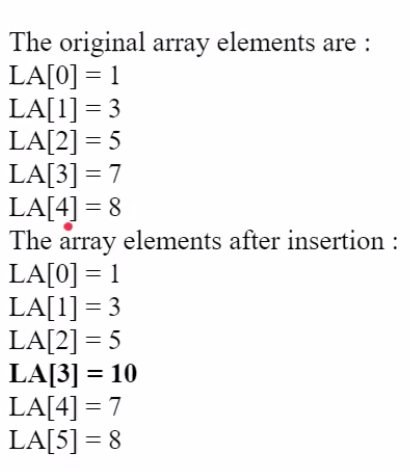 The original array elements are :
LA[0] = 1
LA[1] = 3
LA[2] = 5
LA[3] = 7
LA[4] = 8
The array elements after insertion :
LA[0] = 1
LA[1] = 3
LA[2] = 5
LA[3] = 10
LA[4] = 7
LA[5] = 8